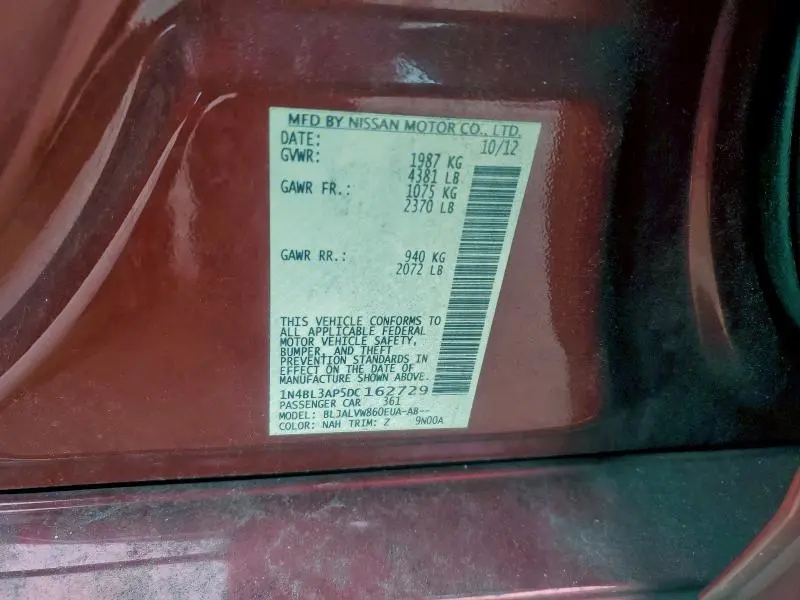 MFD BY NISSAN MOTOR CO., LTD.
DATE: 10/12
GVWR: 1987 KG
4381 LB
GAWR FR.: 1075 KG
2370 LB
GAWR RR.: 940 KG
2072 LB
THIS VEHICLE CONFORMS TO
ALL APPLICABLE FEDERAL
MOTOR VEHICLE SAFETY,
BUMPER, AND THEFT
PREVENTION STANDARDS IN
EFFECT ON THE DATE OF
MANUFACTURE SHOWN ABOVE.
1N4BL3AP5DC162729
PASSENGER CAR 361
MODEL: BLJALVW860EUA-AB--
COLOR: NAH TRIM: Z 9N00A